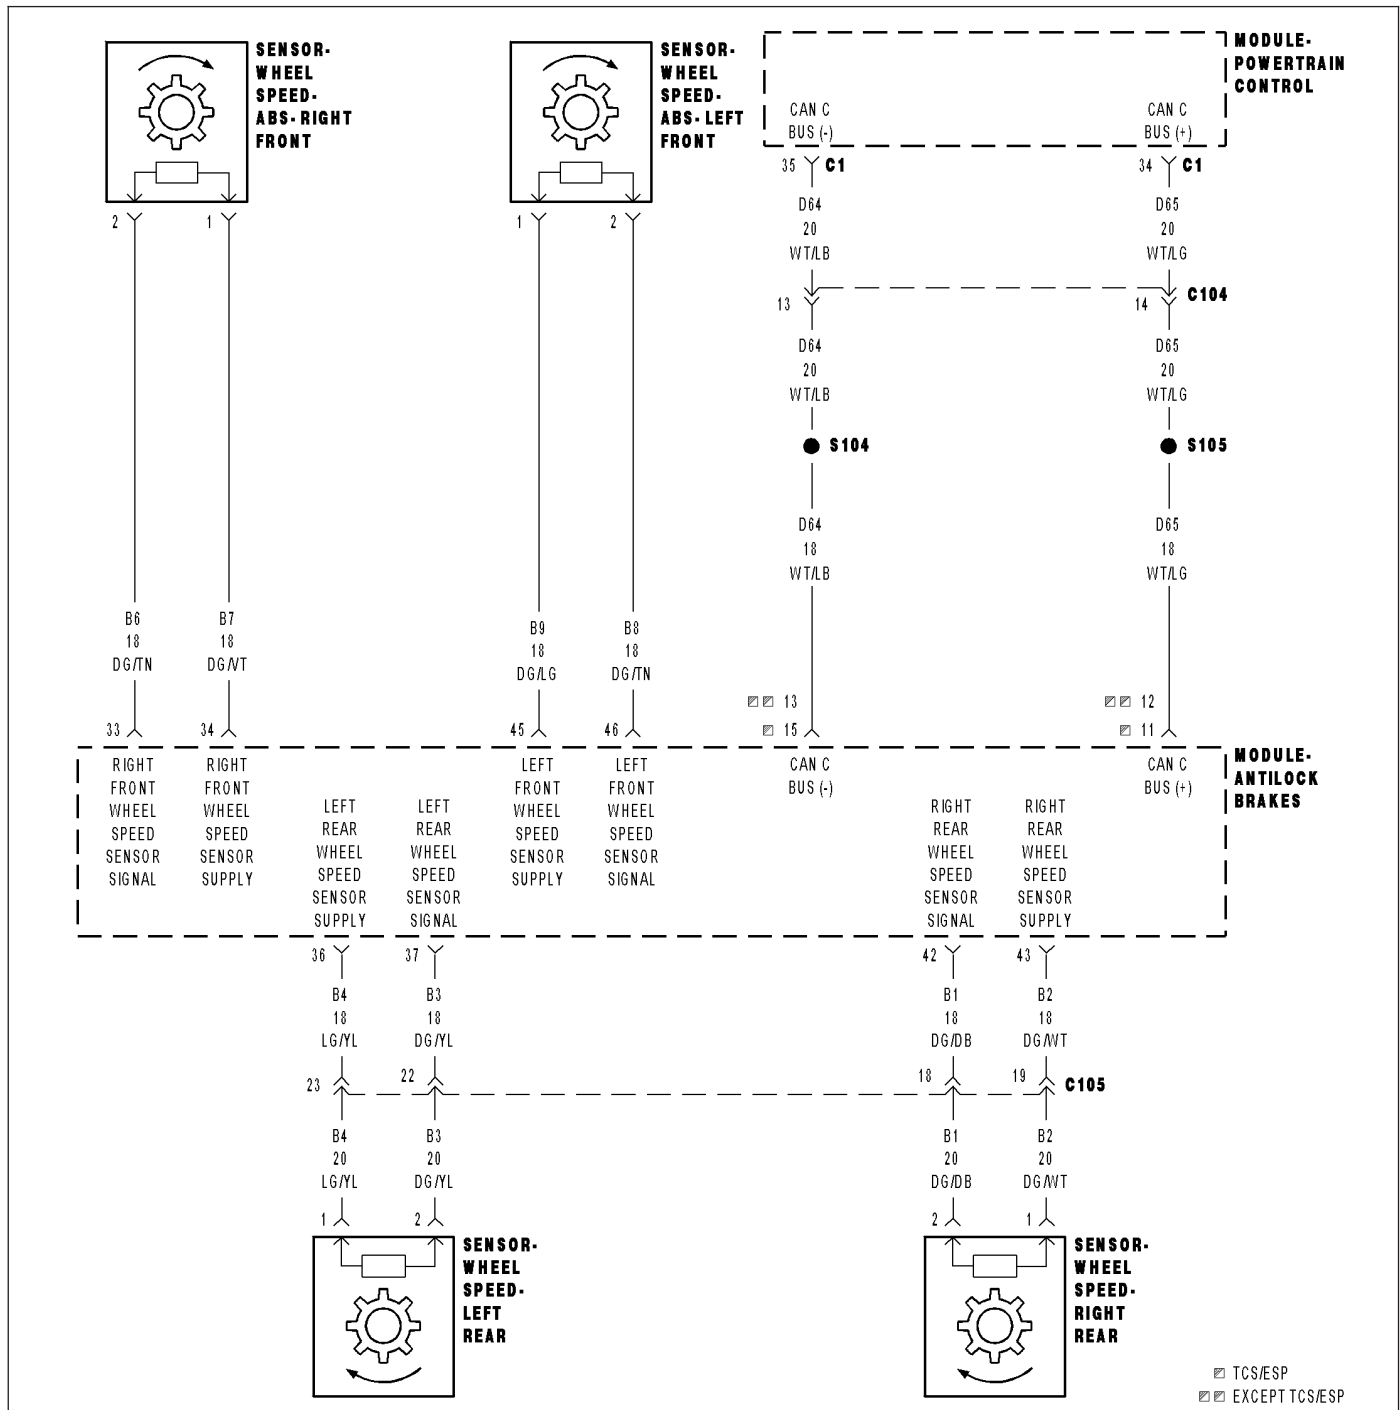 SENSOR-
WHEEL
SPEED-
ABS-RIGHT
FRONT
SENSOR-
WHEEL
SPEED-
ABS-LEFT
FRONT
MODULE-
POWERTRAIN
CONTROL
CAN C
BUS (-)
CAN C
BUS (+)
35 C1
34 C1
2
1
1
2
D64
20
WT/LB
D65
20
WT/LG
13
14
C104
D64
20
WT/LB
D65
20
WT/LG
S104
S105
D64
18
WT/LB
D65
18
WT/LG
B6
18
DG/TN
B7
18
DG/VT
B9
18
DG/LG
B8
18
DG/TN
13
15
12
11
33
34
45
46
MODULE-
ANTILOCK
BRAKES
RIGHT
FRONT
WHEEL
SPEED
SENSOR
SIGNAL
RIGHT
FRONT
WHEEL
SPEED
SENSOR
SUPPLY
LEFT
REAR
WHEEL
SPEED
SENSOR
SUPPLY
LEFT
REAR
WHEEL
SPEED
SENSOR
SIGNAL
LEFT
FRONT
WHEEL
SPEED
SENSOR
SUPPLY
LEFT
FRONT
WHEEL
SPEED
SENSOR
SIGNAL
CAN C
BUS (-)
RIGHT
REAR
WHEEL
SPEED
SENSOR
SIGNAL
RIGHT
REAR
WHEEL
SPEED
SENSOR
SUPPLY
CAN C
BUS (+)
36
37
42
43
B4
18
LG/YL
B3
18
DG/YL
B1
18
DG/DB
B2
18
DG/WT
23
22
18
19
C105
B4
20
LG/YL
B3
20
DG/YL
B1
20
DG/DB
B2
20
DG/WT
1
2
2
1
SENSOR-
WHEEL
SPEED-
LEFT
REAR
SENSOR-
WHEEL
SPEED-
RIGHT
REAR
TCS/ESP
EXCEPT TCS/ESP